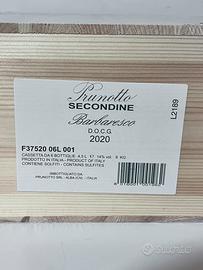 Prunotto
SECONDINE
Barbaresco
D.O.C.G.
2020
L2189
F37520 06L 001
CASSETTA DA 6 BOTTIGLIE
PRODOTTO IN ITALIA - PRODUCT OF ITALY
CONTIENE SOLFITI - CONTAINS SULFITES
IMBOTTIGLIATO DA
PRUNOTTO SRL - ALBA (CN) - ITALIA
subito